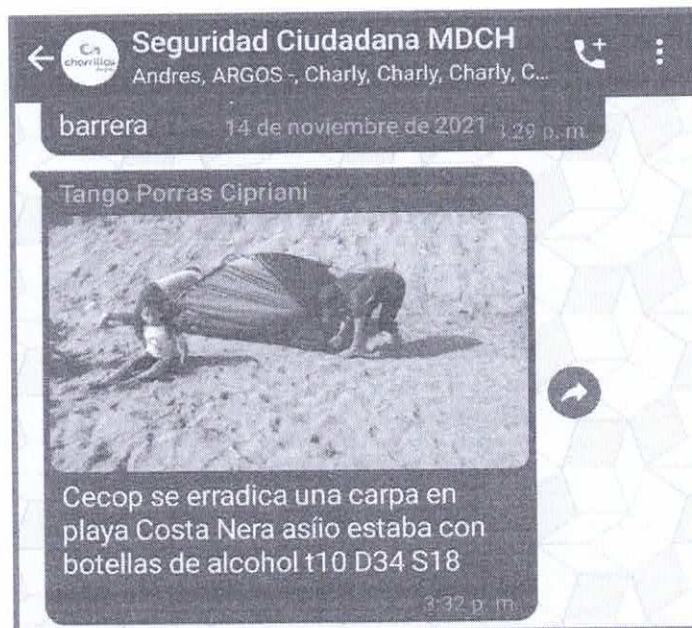 Seguridad Ciudadana MDCH
chorrillos
Andres, ARGOS -, Charly, Charly, Charly, C...
barrera
14 de noviembre de 2021
3:29 p. m.
Tango Porras Cipriani
Cecop se erradica una carpa en
playa Costa Nera asíio estaba con
botellas de alcohol t10 D34 S18
3:32 p. m.